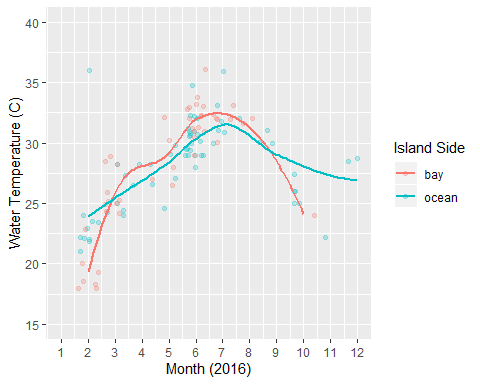 40
35
30
25
20
15
Water Temperature (C)
1 2 3 4 5 6 7 8 9 10 11 12
Month (2016)
Island Side
bay
ocean